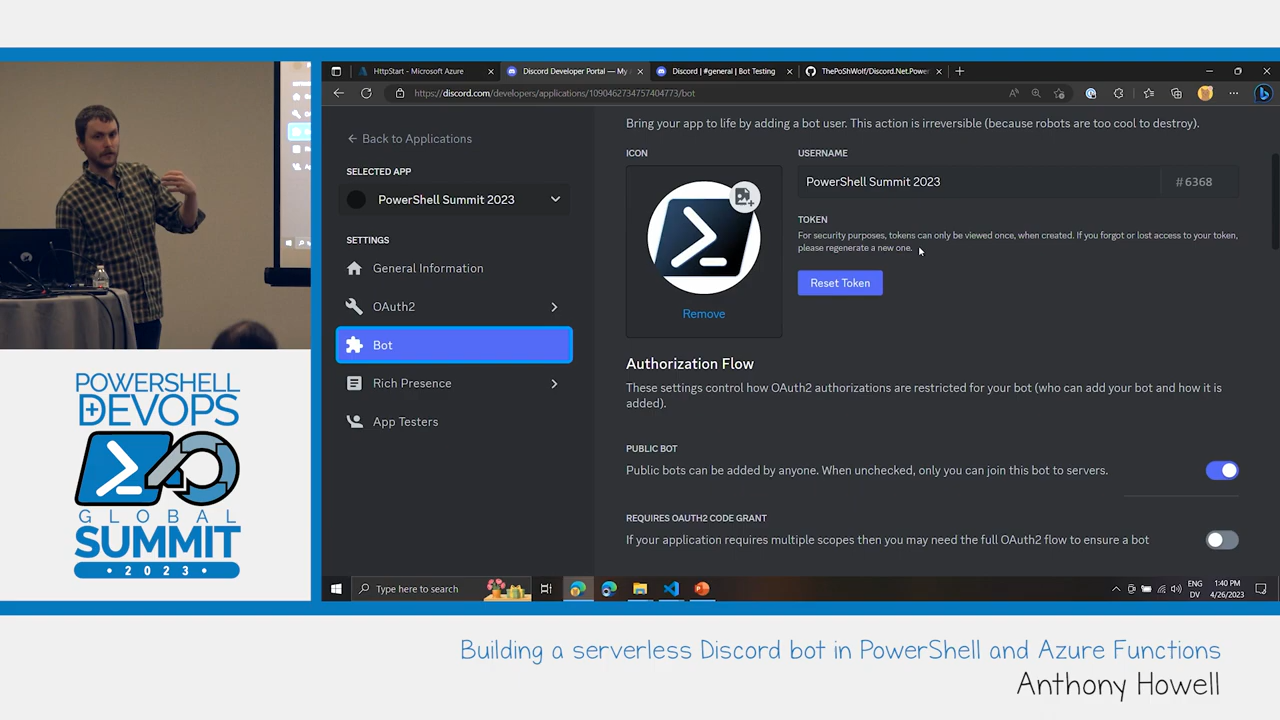 HttpStart - Microsoft Azure
Discord Developer Portal — My A
Discord | #general | Bot Testing
ThePoShWolf/Discord.Net.Power
https://discord.com/developers/applications/1090462734757404773/bot
Back to Applications
SELECTED APP
PowerShell Summit 2023
SETTINGS
General Information
OAuth2
Bot
Rich Presence
App Testers
Bring your app to life by adding a bot user. This action is irreversible (because robots are too cool to destroy).
ICON
Remove
USERNAME
PowerShell Summit 2023
#6368
TOKEN
For security purposes, tokens can only be viewed once, when created. If you forgot or lost access to your token,
please regenerate a new one.
Reset Token
Authorization Flow
These settings control how OAuth2 authorizations are restricted for your bot (who can add your bot and how it is
added).
PUBLIC BOT
Public bots can be added by anyone. When unchecked, only you can join this bot to servers.
REQUIRES OAUTH2 CODE GRANT
If your application requires multiple scopes then you may need the full OAuth2 flow to ensure a bot
Type here to search
ENG
DV
1:40 PM
4/26/2023
POWERSHELL
+ DEVOPS
GLOBAL
SUMMIT
• 2023 •
Building a serverless Discord bot in PowerShell and Azure Functions
Anthony Howell